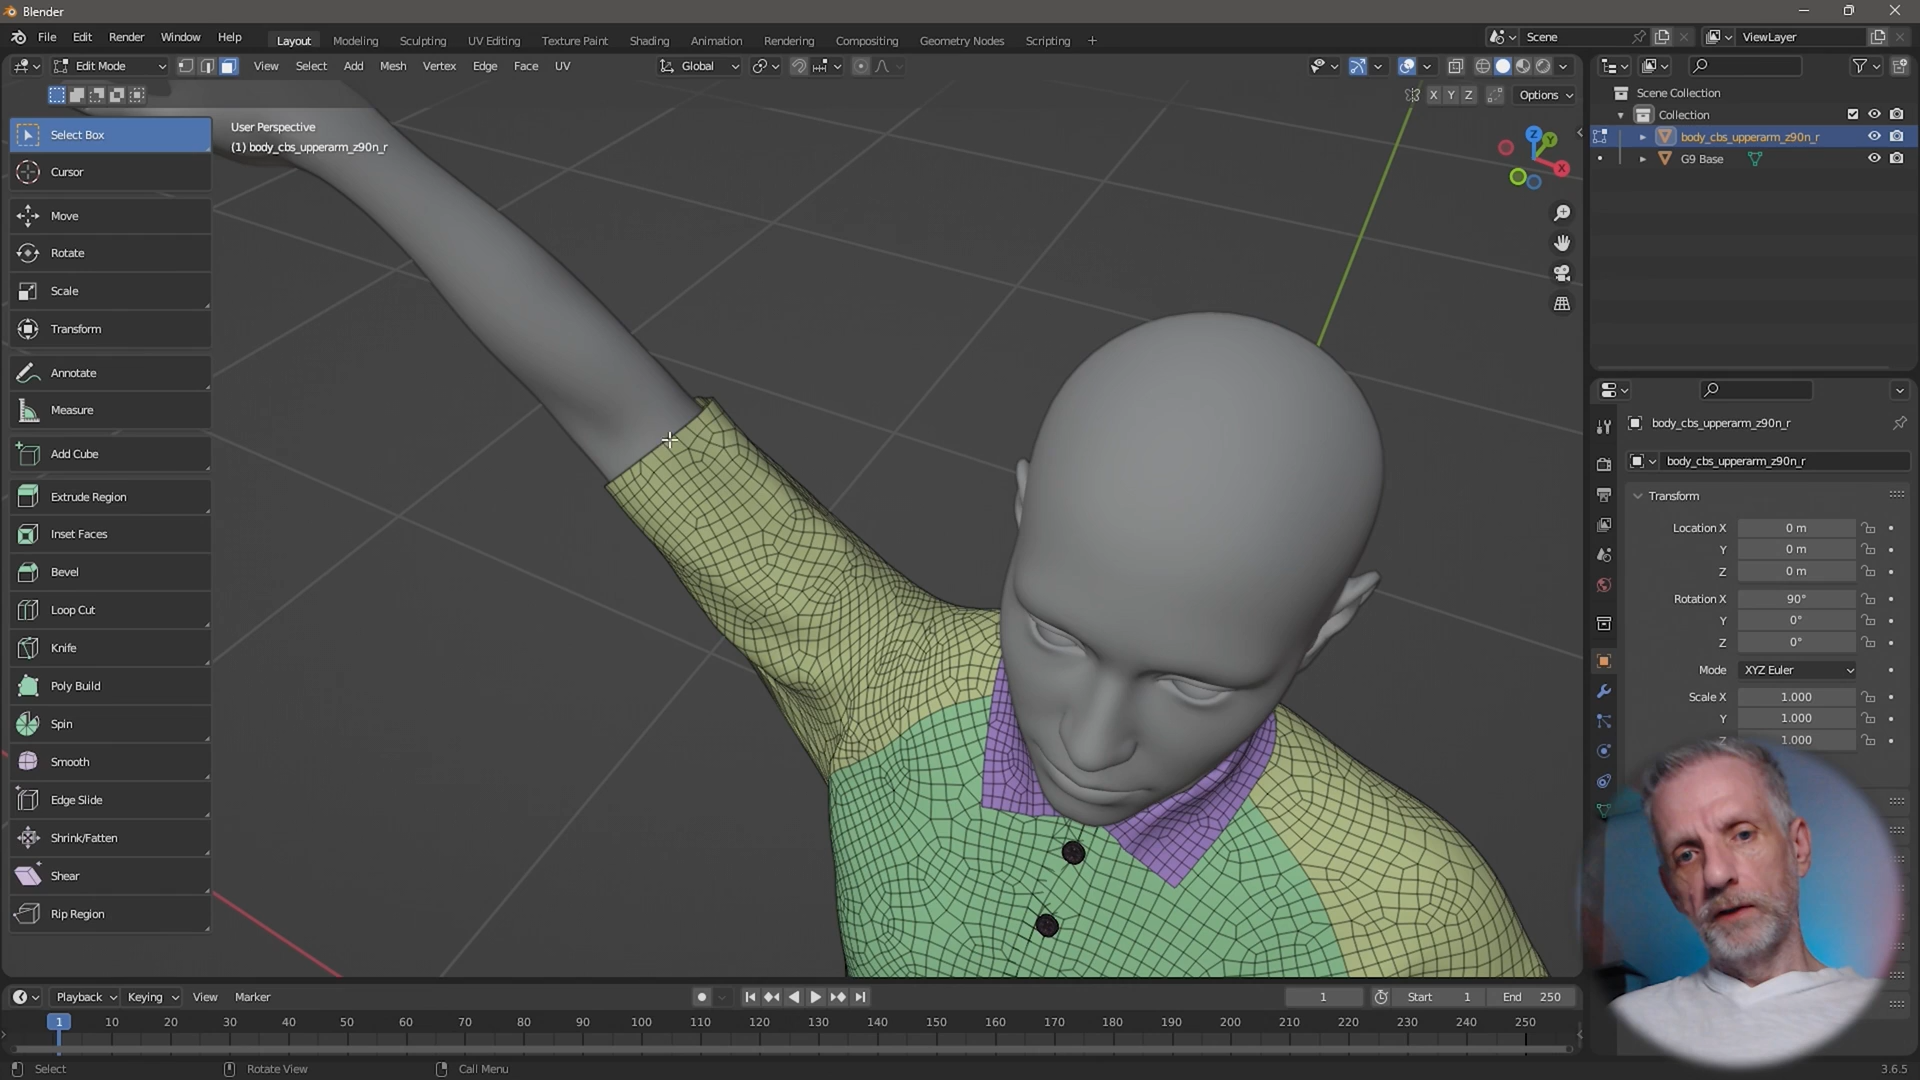 Blender
File Edit Render Window Help
Layout Modeling Sculpting UV Editing Texture Paint Shading Animation Rendering Compositing Geometry Nodes Scripting +
Scene
ViewLayer
Edit Mode
View Select Add Mesh Vertex Edge Face UV
Global
X Y Z
Options
User Perspective
(1) body_cbs_upperarm_z90n_r
Z
Y
X
Select Box
Cursor
Move
Rotate
Scale
Transform
Annotate
Measure
Add Cube
Extrude Region
Inset Faces
Bevel
Loop Cut
Knife
Poly Build
Spin
Smooth
Edge Slide
Shrink/Fatten
Shear
Rip Region
Scene Collection
Collection
body_cbs_upperarm_z90n_r
G9 Base
body_cbs_upperarm_z90n_r
body_cbs_upperarm_z90n_r
Transform
Location X 0 m
Y 0 m
Z 0 m
Rotation X 90°
Y 0°
Z 0°
Mode XYZ Euler
Scale X 1.000
Y 1.000
Z 1.000
Playback Keying View Marker
1 Start 1 End 250
1 10 20 30 40 50 60 70 80 90 100 110 120 130 140 150 160 170 180 190 200 210 220 230 240 250
Select Rotate View Call Menu
3.6.5